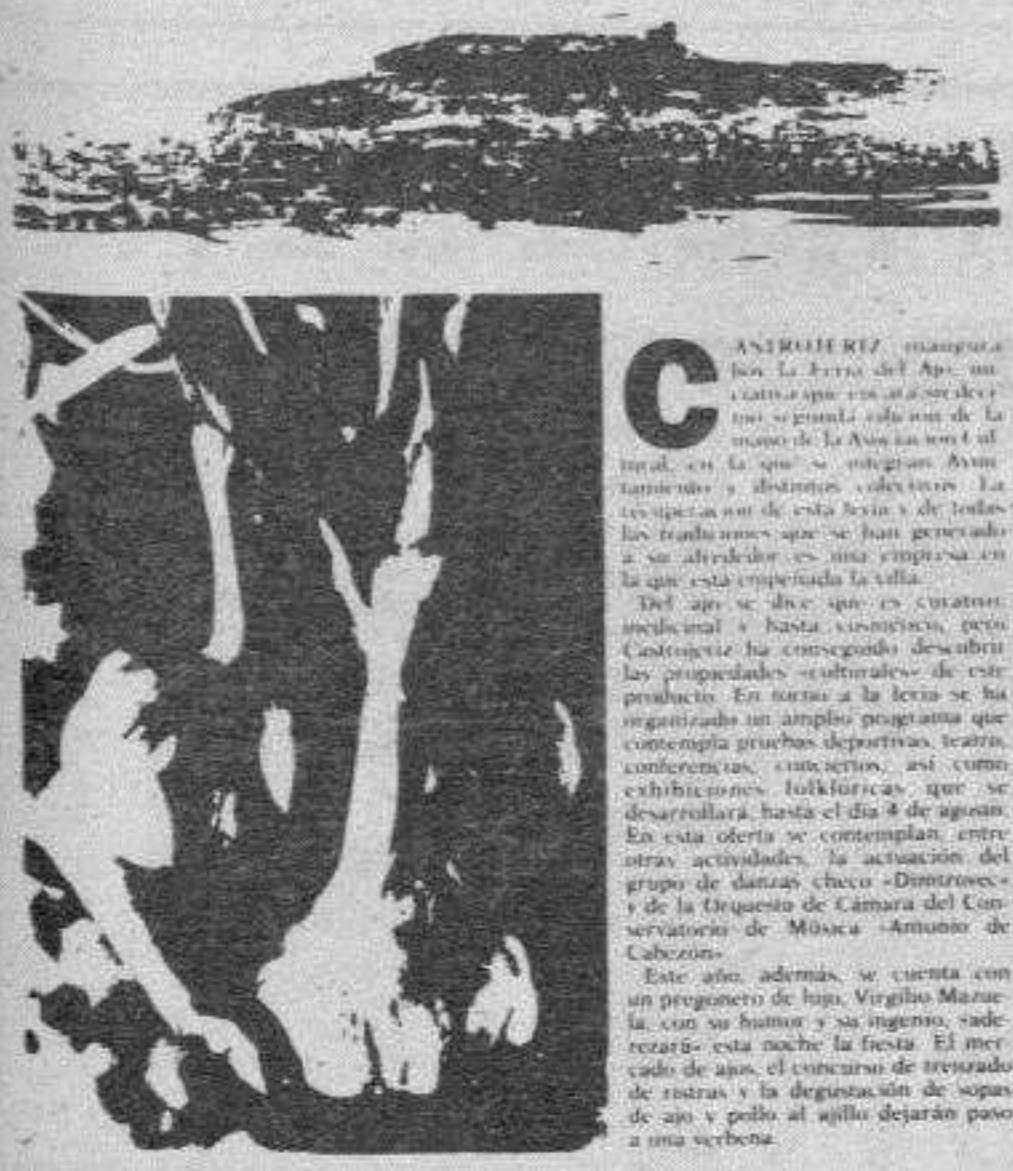 CASTROJERIZ inaugura
hoy la Feria del Ajo, 
que
segunda edición de la
mano de la Asociación Cul-
tural, en la que se integran Ayun-
tamiento y distintos colectivos. La
recuperación de esta feria y de todas
las tradiciones que se han generado
a su alrededor es una empresa en
la que está empeñada la villa.
Del ajo se dice que es curativo,
medicinal y hasta cosmético, pero
Castrojeriz ha conseguido descubrir
las propiedades «culturales» de este
producto. En torno a la feria se ha
organizado un amplio programa que
contempla pruebas deportivas, teatro,
conferencias, conciertos, así como
exhibiciones folklóricas que se
desarrollará, hasta el día 4 de agosto.
En esta oferta se contemplan, entre
otras actividades, la actuación del
grupo de danzas checo «Dimitrovec»
y de la Orquesta de Cámara del Con-
servatorio de Música «Antonio de
Cabezón».
Este año, además, se cuenta con
un pregonero de lujo, Virgilio Mazue-
la, con su humor y su ingenio, «ade-
rezará» esta noche la fiesta. El mer-
cado de ajos, el concurso de trenzado
de ristras y la degustación de sopas
de ajo y pollo al ajillo dejarán paso
a una verbena.